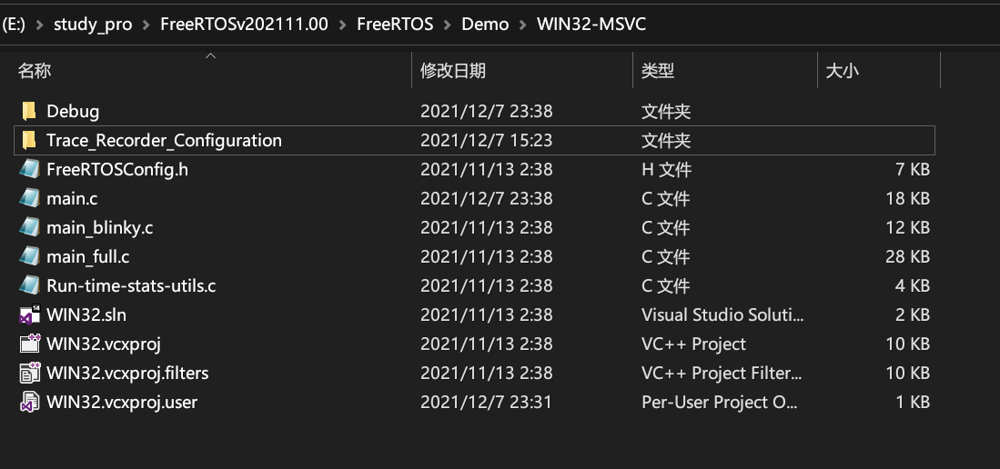 (E:) > study_pro > FreeRTOSv202111.00 > FreeRTOS > Demo > WIN32-MSVC
名称 修改日期 类型 大小
Debug 2021/12/7 23:38 文件夹
Trace_Recorder_Configuration 2021/12/7 15:23 文件夹
FreeRTOSConfig.h 2021/11/13 2:38 H 文件 7 KB
main.c 2021/12/7 23:38 C 文件 18 KB
main_blinky.c 2021/11/13 2:38 C 文件 12 KB
main_full.c 2021/11/13 2:38 C 文件 28 KB
Run-time-stats-utils.c 2021/11/13 2:38 C 文件 4 KB
WIN32.sln 2021/11/13 2:38 Visual Studio Soluti... 2 KB
WIN32.vcxproj 2021/11/13 2:38 VC++ Project 10 KB
WIN32.vcxproj.filters 2021/11/13 2:38 VC++ Project Filter... 10 KB
WIN32.vcxproj.user 2021/12/7 23:31 Per-User Project O... 1 KB